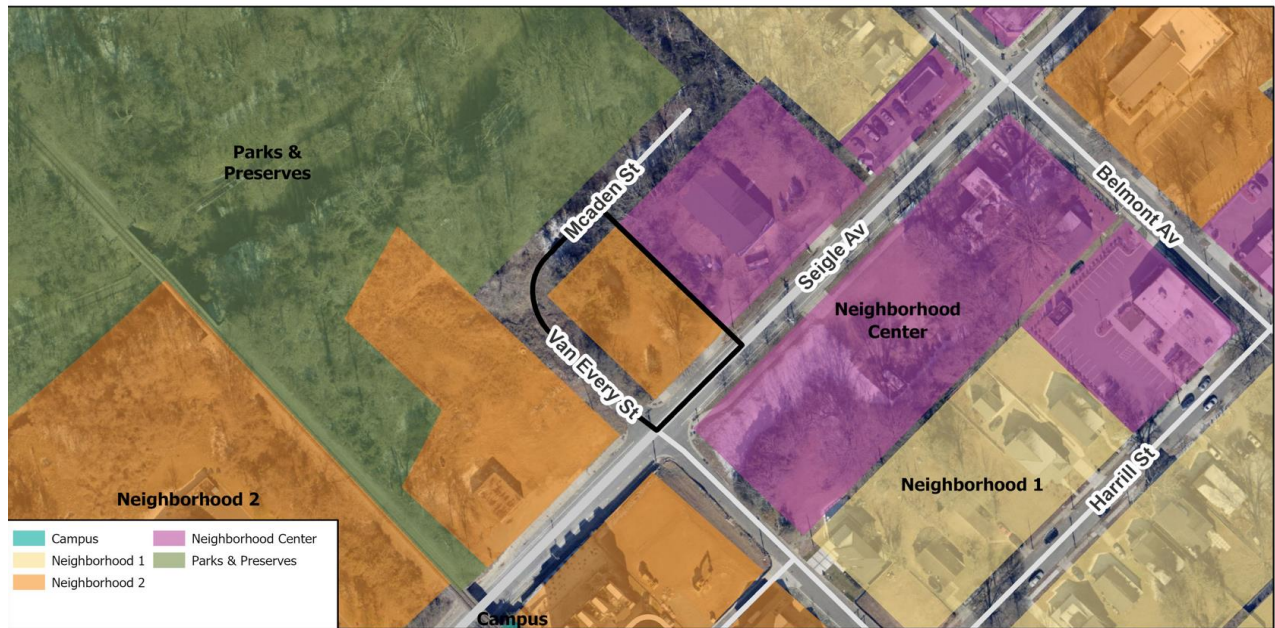 Parks &
Preserves
Mcaden St
Belmont Av
Seigle Av
Neighborhood
Center
Van Every St
Neighborhood 2
Neighborhood 1
Harrill St
Campus
Campus
Neighborhood 1
Neighborhood 2
Neighborhood Center
Parks & Preserves